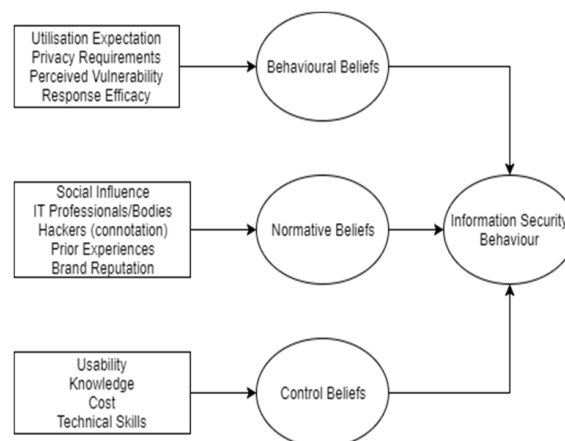 Utilisation Expectation
Privacy Requirements
Perceived Vulnerability
Response Efficacy
Behavioural Beliefs
Social Influence
IT Professionals/Bodies
Hackers (connotation)
Prior Experiences
Brand Reputation
Normative Beliefs
Information Security
Behaviour
Usability
Knowledge
Cost
Technical Skills
Control Beliefs